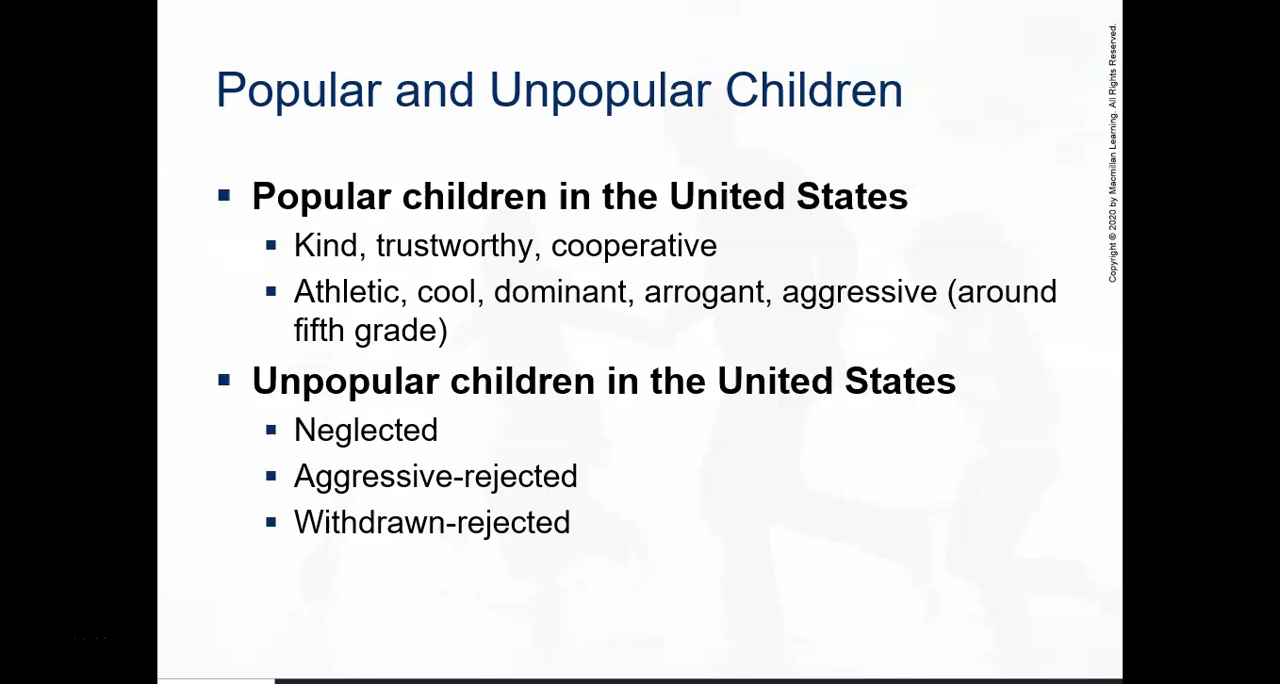 Popular and Unpopular Children
▪ Popular children in the United States
▪ Kind, trustworthy, cooperative
▪ Athletic, cool, dominant, arrogant, aggressive (around
fifth grade)
▪ Unpopular children in the United States
▪ Neglected
▪ Aggressive-rejected
▪ Withdrawn-rejected
Copyright © 2020 by Macmillan Learning. All Rights Reserved.